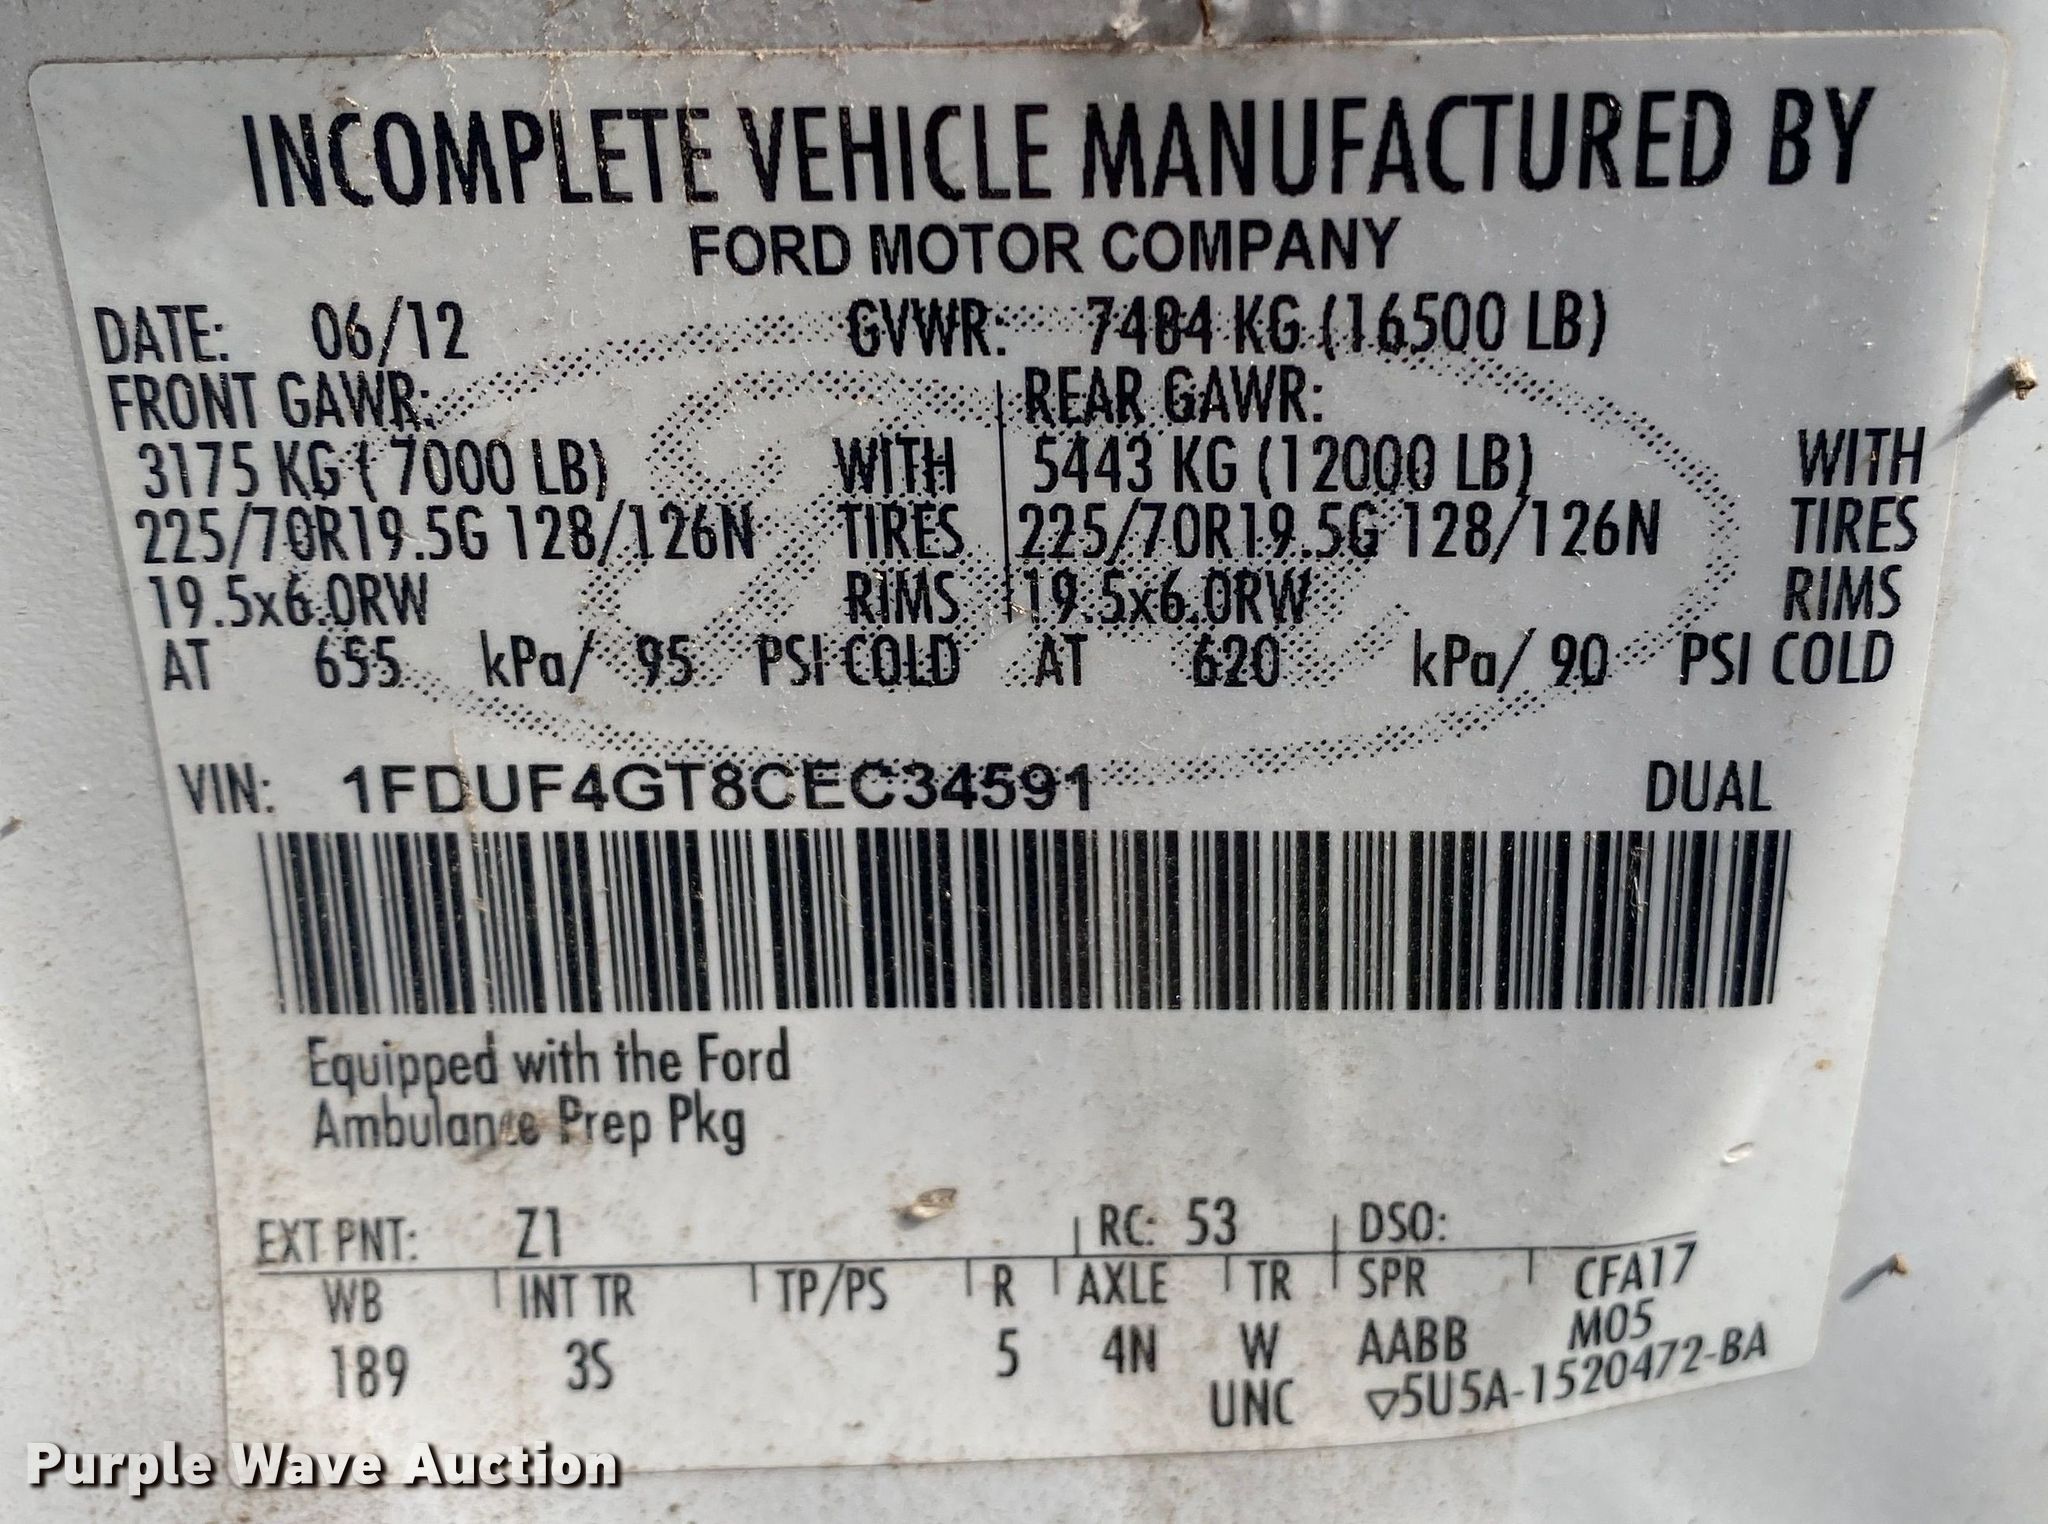 INCOMPLETE VEHICLE MANUFACTURED BY
FORD MOTOR COMPANY
DATE: 06/12 GVWR: 7484 KG (16500 LB)
FRONT GAWR: REAR GAWR:
3175 KG ( 7000 LB) WITH 5443 KG (12000 LB) WITH
225/70R19.5G 128/126N TIRES 225/70R19.5G 128/126N TIRES
19.5x6.0RW RIMS 19.5x6.0RW RIMS
AT 655 kPa/ 95 PSI COLD AT 620 kPa/ 90 PSI COLD
VIN: 1FDUF4GT8CEC34591 DUAL
Equipped with the Ford
Ambulance Prep Pkg
EXT PNT: Z1 RC: 53 DSO:
WB INT TR TP/PS R AXLE TR SPR CFA17
189 3S 5 4N W AABB M05
UNC ▽5U5A-1520472-BA
Purple Wave Auction